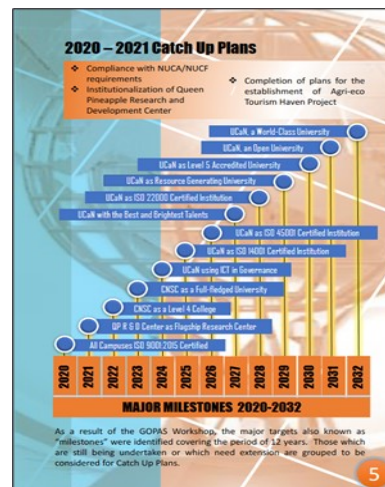 2020 – 2021 Catch Up Plans
❖ Compliance with NUCA/NUCF
requirements
❖ Institutionalization of Queen
Pineapple Research and
Development Center
❖ Completion of plans for the
establishment of Agri-eco
Tourism Haven Project
UCaN, a World-Class University
UCaN, an Open University
UCaN as Level 5 Accredited University
UCaN as Resource Generating University
UCaN as ISO 22000 Certified Institution
UCaN with the Best and Brightest Talents
UCaN as ISO 45001 Certified Institution
UCaN as ISO 14001 Certified Institution
UCaN using ICT in Governance
CNSC as a Full-fledged University
CNSC as a Level 4 College
QP R & D Center as Flagship Research Center
All Campuses ISO 9001:2015 Certified
2020 2021 2022 2023 2024 2025 2026 2027 2028 2029 2030 2031 2032
MAJOR MILESTONES 2020-2032
As a result of the GOPAS Workshop, the major targets also known as
"milestones" were identified covering the period of 12 years. Those which
are still being undertaken or which need extension are grouped to be
considered for Catch Up Plans.
5